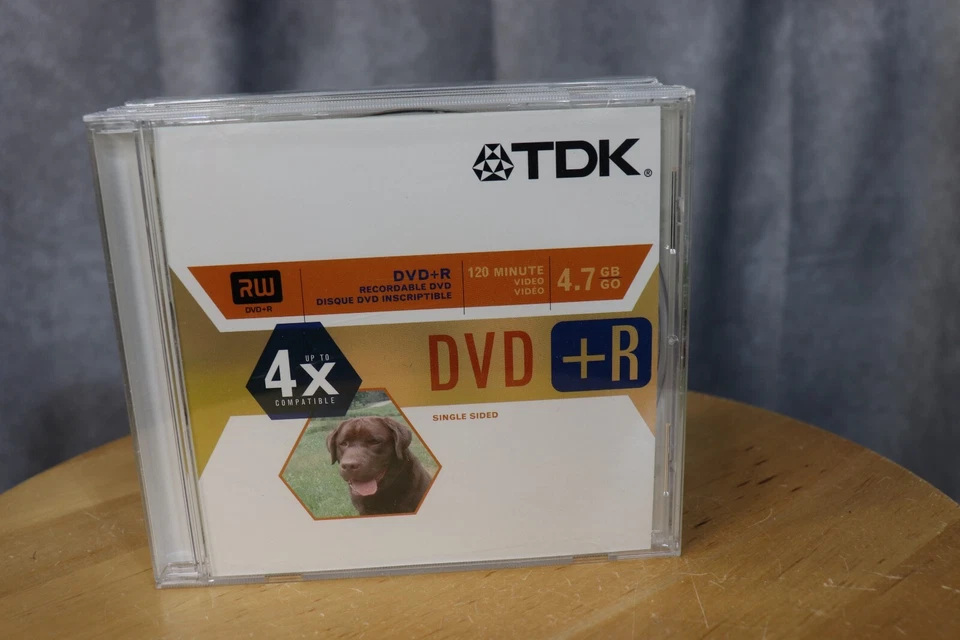 TDK®
RW
DVD+R
DVD+R
RECORDABLE DVD
DISQUE DVD INSCRIPTIBLE
120 MINUTE
VIDEO
VIDÉO
4.7 GB
GO
UP TO
4x
COMPATIBLE
DVD +R
SINGLE SIDED